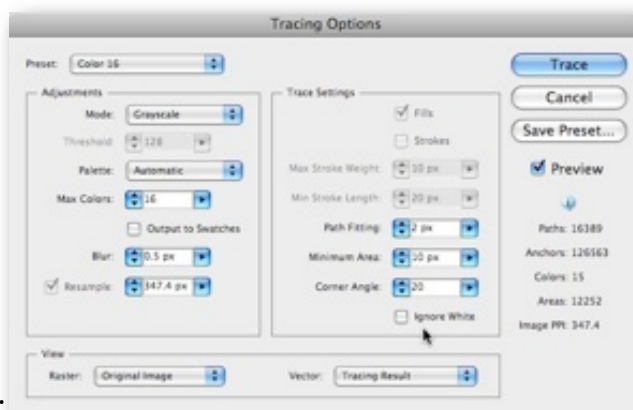 Tracing Options
Preset: Color 16
Trace
Cancel
Save Preset...
Preview
Adjustments
Mode: Grayscale
Threshold: 128
Palette: Automatic
Max Colors: 16
Output to Swatches
Blur: 0.5 px
Resample: 347.4 px
Trace Settings
Fills
Strokes
Max Stroke Weight: 10 px
Min Stroke Length: 20 px
Path Fitting: 2 px
Minimum Area: 10 px
Corner Angle: 20
Ignore White
Paths: 16389
Anchors: 126563
Colors: 15
Areas: 12252
Image PPI: 347.4
View
Raster: Original Image
Vector: Tracing Result